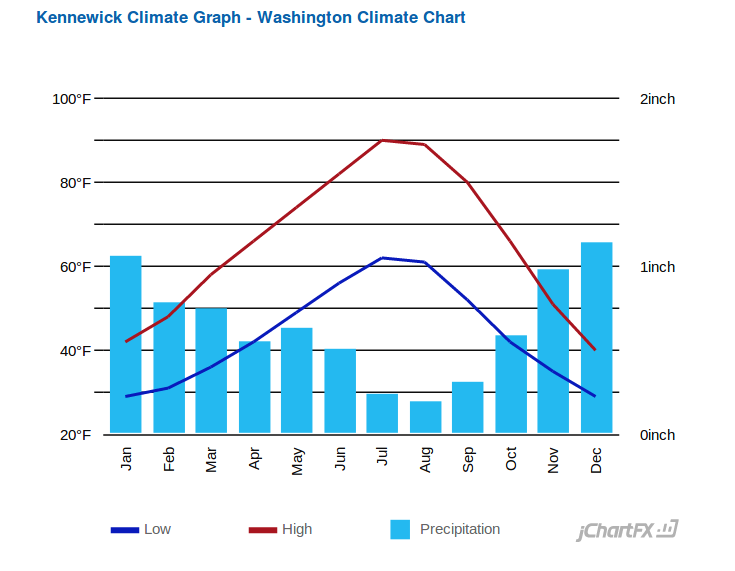 Kennewick Climate Graph - Washington Climate Chart
100°F
2inch
80°F
60°F
1inch
40°F
20°F
0inch
Jan
Feb
Mar
Apr
May
Jun
Jul
Aug
Sep
Oct
Nov
Dec
Low
High
Precipitation
jChartFX